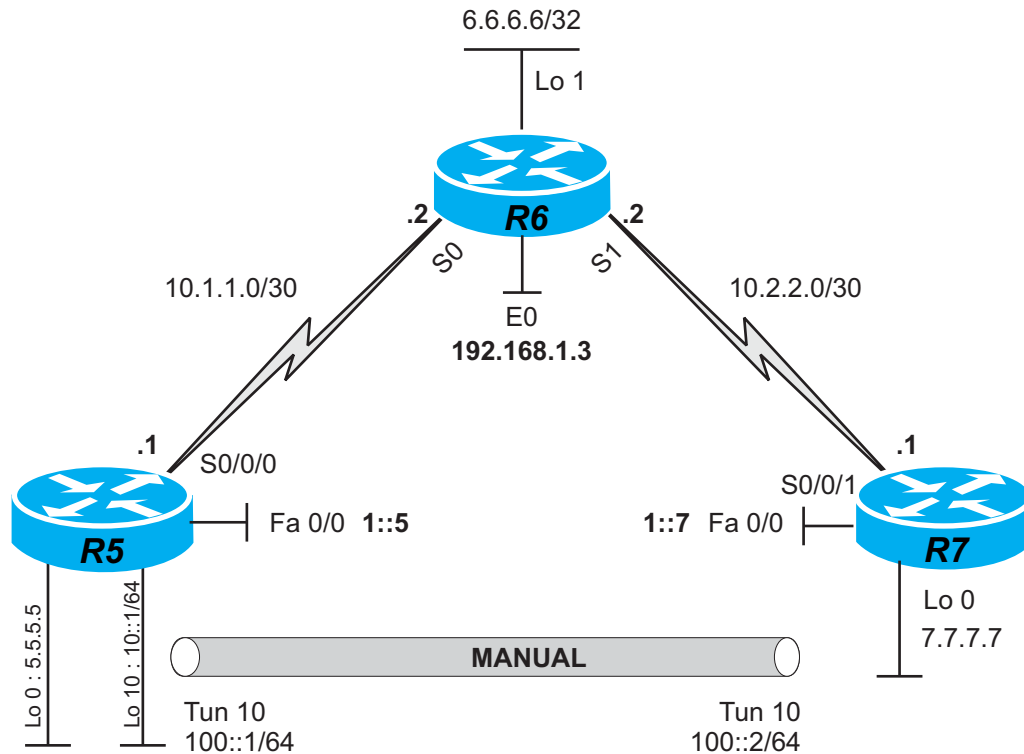 6.6.6.6/32
Lo 1
.2
R6
.2
S0
S1
10.1.1.0/30
10.2.2.0/30
E0
192.168.1.3
.1
S0/0/0
.1
S0/0/1
R5
Fa 0/0 1::5
1::7 Fa 0/0
R7
Lo 0 : 5.5.5.5
Lo 10 : 10::1/64
Lo 0
7.7.7.7
MANUAL
Tun 10
100::1/64
Tun 10
100::2/64